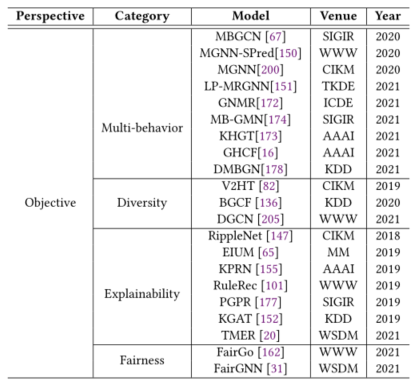 Perspective Category Model Venue Year
MBGCN [67] SIGIR 2020
MGNN-SPred[150] WWW 2020
MGNN[200] CIKM 2020
LP-MRGNN[151] TKDE 2021
GNMR[172] ICDE 2021
Multi-behavior MB-GMN[174] SIGIR 2021
KHGT[173] AAAI 2021
GHCF[16] AAAI 2021
DMBGN[178] KDD 2021
V2HT [82] CIKM 2019
Objective Diversity BGCF [136] KDD 2020
DGCN [205] WWW 2021
RippleNet [147] CIKM 2018
EIUM [65] MM 2019
KPRN [155] AAAI 2019
Explainability RuleRec [101] WWW 2019
PGPR [177] SIGIR 2019
KGAT [152] KDD 2019
TMER [20] WSDM 2021
Fairness FairGo [162] WWW 2021
FairGNN [31] WSDM 2021